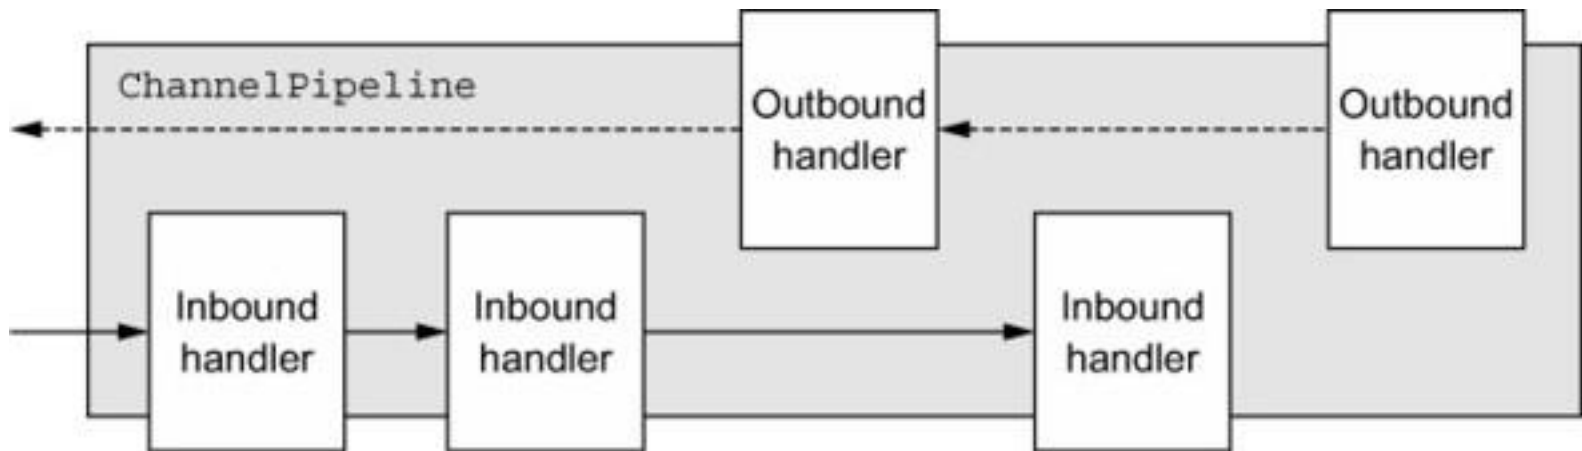 ChannelPipeline
Outbound
handler
Outbound
handler
Inbound
handler
Inbound
handler
Inbound
handler